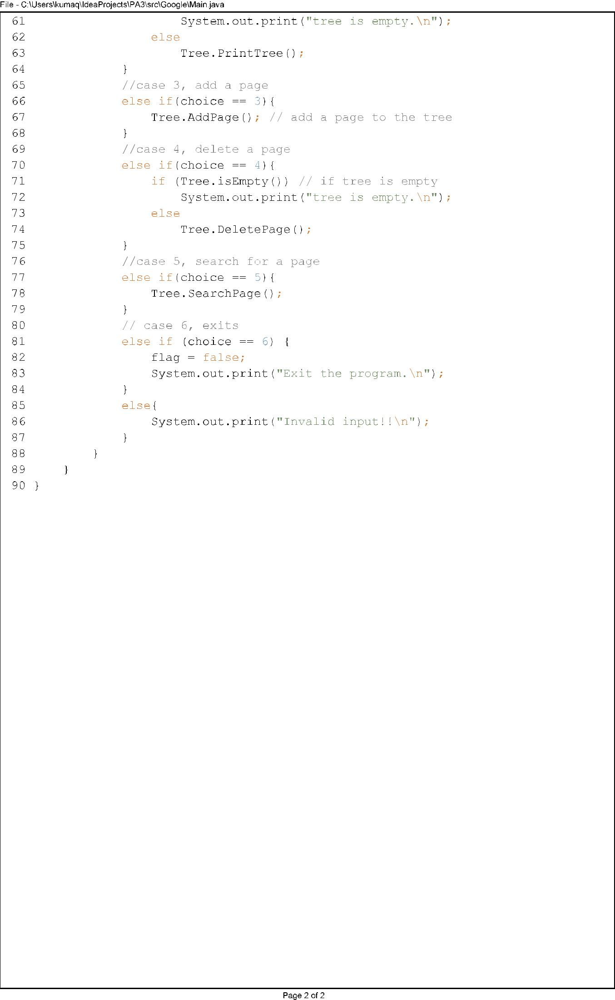 File - C:\Users\kumaq\IdeaProjects\PA3\src\Google\Main.java
61                     System.out.print("tree is empty.\n");
62                 else
63                     Tree.PrintTree();
64             }
65             //case 3, add a page
66             else if(choice == 3){
67                 Tree.AddPage(); // add a page to the tree
68             }
69             //case 4, delete a page
70             else if(choice == 4){
71                 if (Tree.isEmpty()) // if tree is empty
72                     System.out.print("tree is empty.\n");
73                 else
74                     Tree.DeletePage();
75             }
76             //case 5, search for a page
77             else if(choice == 5){
78                 Tree.SearchPage();
79             }
80             // case 6, exits
81             else if (choice == 6) {
82                 flag = false;
83                 System.out.print("Exit the program.\n");
84             }
85             else{
86                 System.out.print("Invalid input!!\n");
87             }
88         }
89     }
90 }
Page 2 of 2